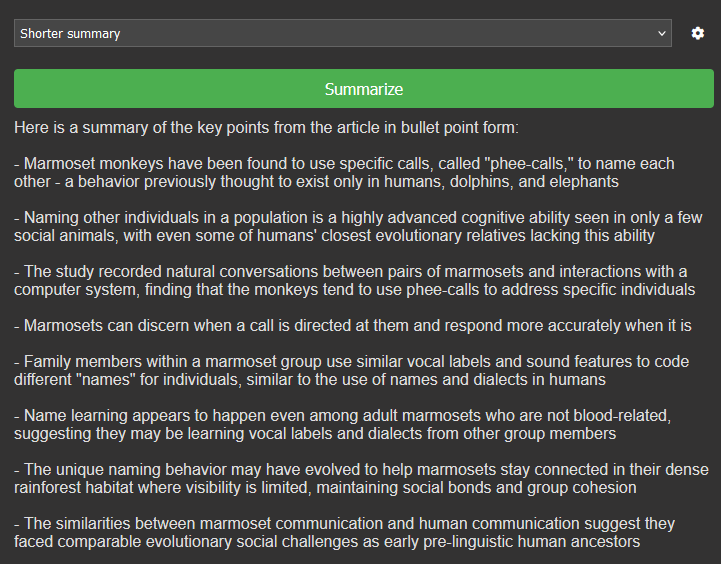 Shorter summary
Summarize
Here is a summary of the key points from the article in bullet point form:
- Marmoset monkeys have been found to use specific calls, called "phee-calls," to name each
other - a behavior previously thought to exist only in humans, dolphins, and elephants
- Naming other individuals in a population is a highly advanced cognitive ability seen in only a few
social animals, with even some of humans' closest evolutionary relatives lacking this ability
- The study recorded natural conversations between pairs of marmosets and interactions with a
computer system, finding that the monkeys tend to use phee-calls to address specific individuals
- Marmosets can discern when a call is directed at them and respond more accurately when it is
- Family members within a marmoset group use similar vocal labels and sound features to code
different "names" for individuals, similar to the use of names and dialects in humans
- Name learning appears to happen even among adult marmosets who are not blood-related,
suggesting they may be learning vocal labels and dialects from other group members
- The unique naming behavior may have evolved to help marmosets stay connected in their dense
rainforest habitat where visibility is limited, maintaining social bonds and group cohesion
- The similarities between marmoset communication and human communication suggest they
faced comparable evolutionary social challenges as early pre-linguistic human ancestors